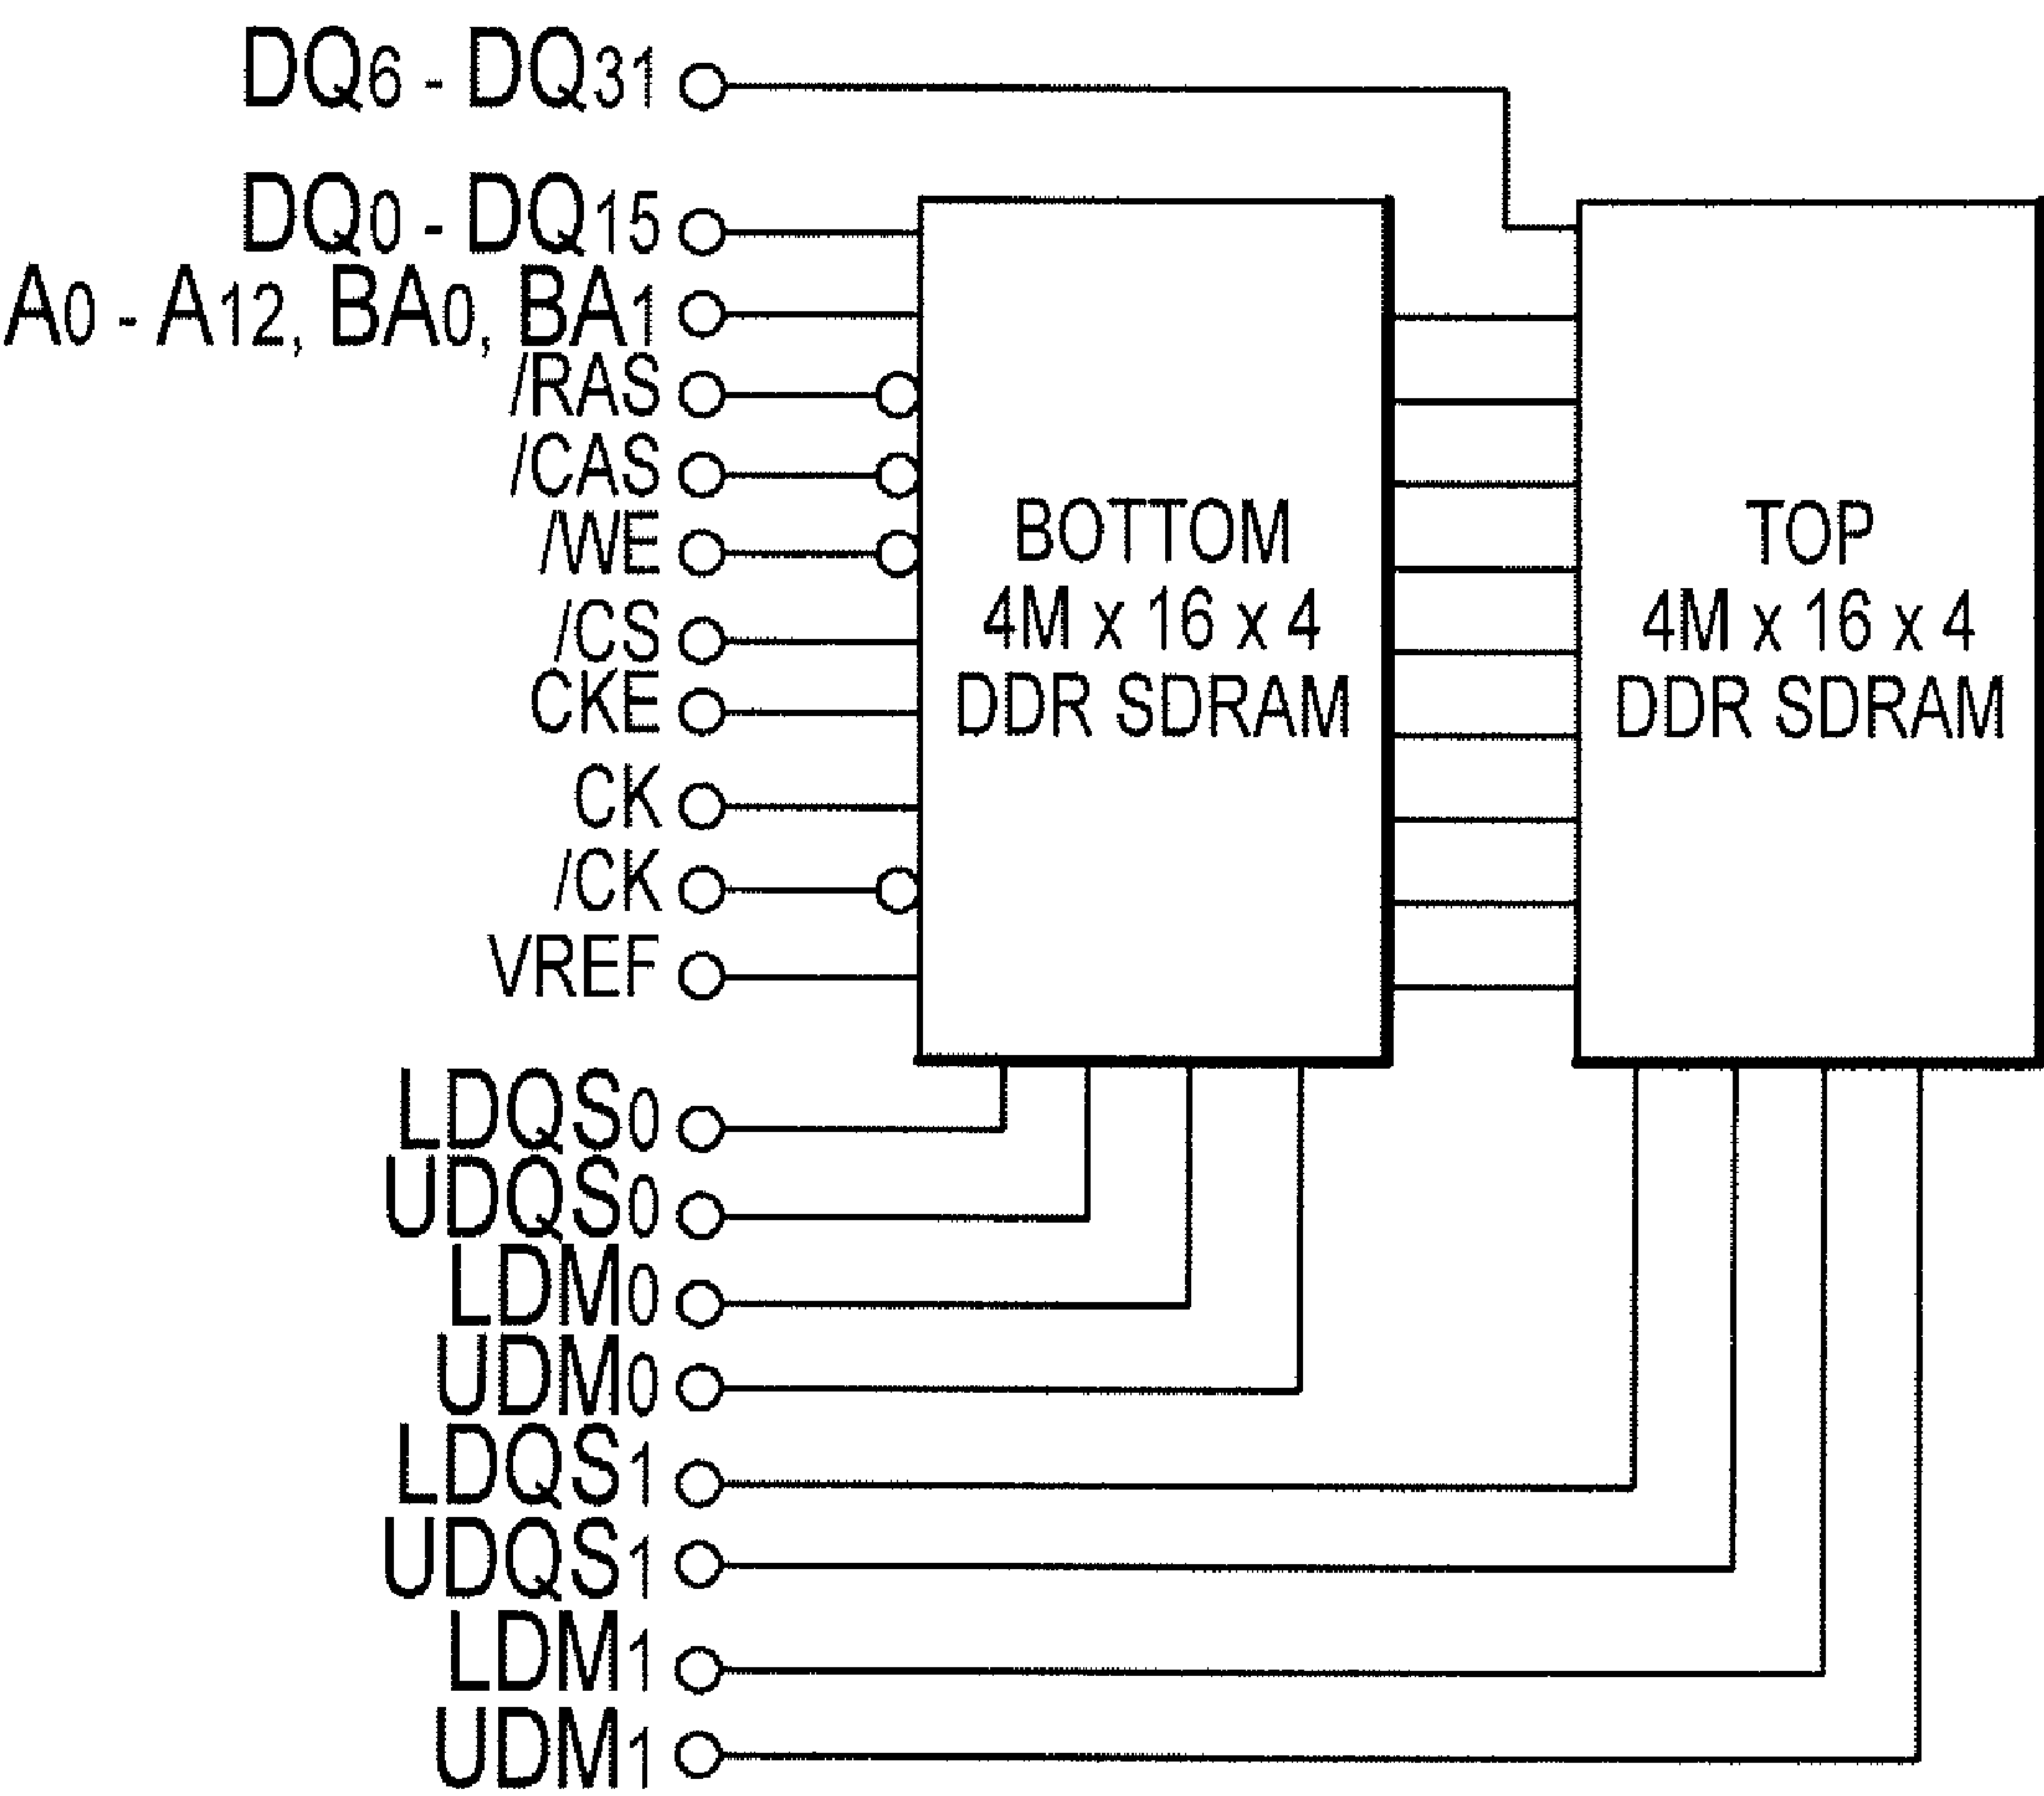 DQ6 - DQ31
DQ0 - DQ15
A0 - A12, BA0, BA1
/RAS
/CAS
/WE
/CS
CKE
CK
/CK
VREF
BOTTOM
4M x 16 x 4
DDR SDRAM
TOP
4M x 16 x 4
DDR SDRAM
LDQS0
UDQS0
LDM0
UDM0
LDQS1
UDQS1
LDM1
UDM1